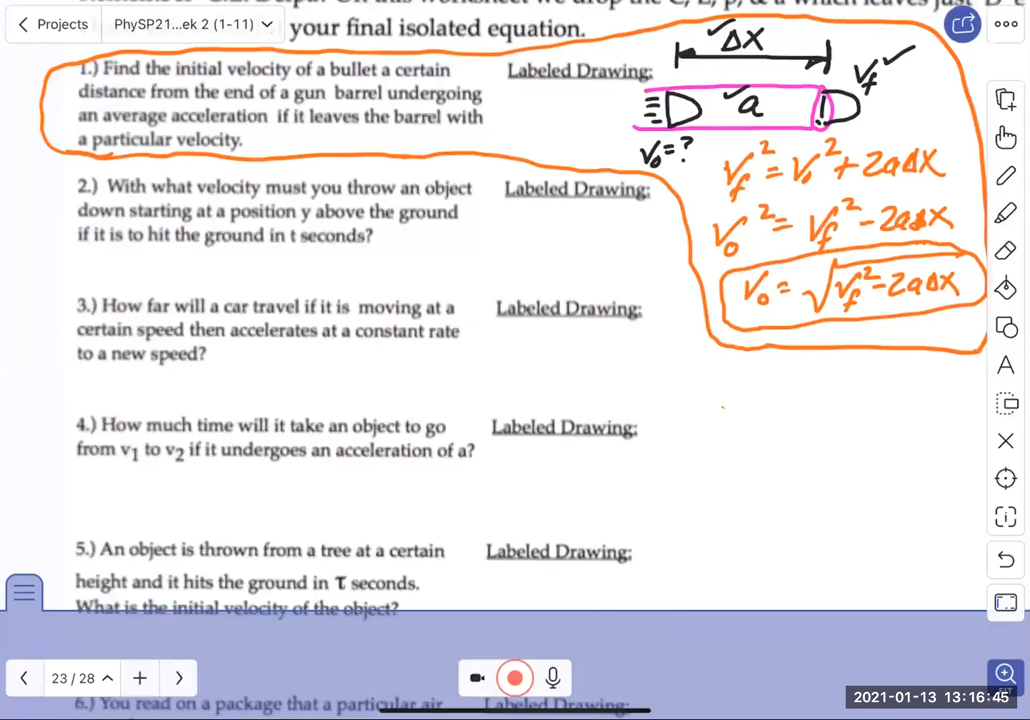 Projects
PhySP21...ek 2 (1-11)
your final isolated equation.
1.) Find the initial velocity of a bullet a certain
distance from the end of a gun barrel undergoing
an average acceleration if it leaves the barrel with
a particular velocity.
Labeled Drawing:
Δx
a
Vf
V₀=?
Vf² = V₀² + 2aΔx
V₀² = Vf² - 2aΔx
V₀ = √Vf² - 2aΔx
2.) With what velocity must you throw an object
down starting at a position y above the ground
if it is to hit the ground in t seconds?
Labeled Drawing:
3.) How far will a car travel if it is moving at a
certain speed then accelerates at a constant rate
to a new speed?
Labeled Drawing:
4.) How much time will it take an object to go
from v₁ to v₂ if it undergoes an acceleration of a?
Labeled Drawing:
5.) An object is thrown from a tree at a certain
height and it hits the ground in τ seconds.
What is the initial velocity of the object?
Labeled Drawing:
6.) You read on a package that a particular air
Labeled Drawing:
23 / 28
2021-01-13 13:16:45